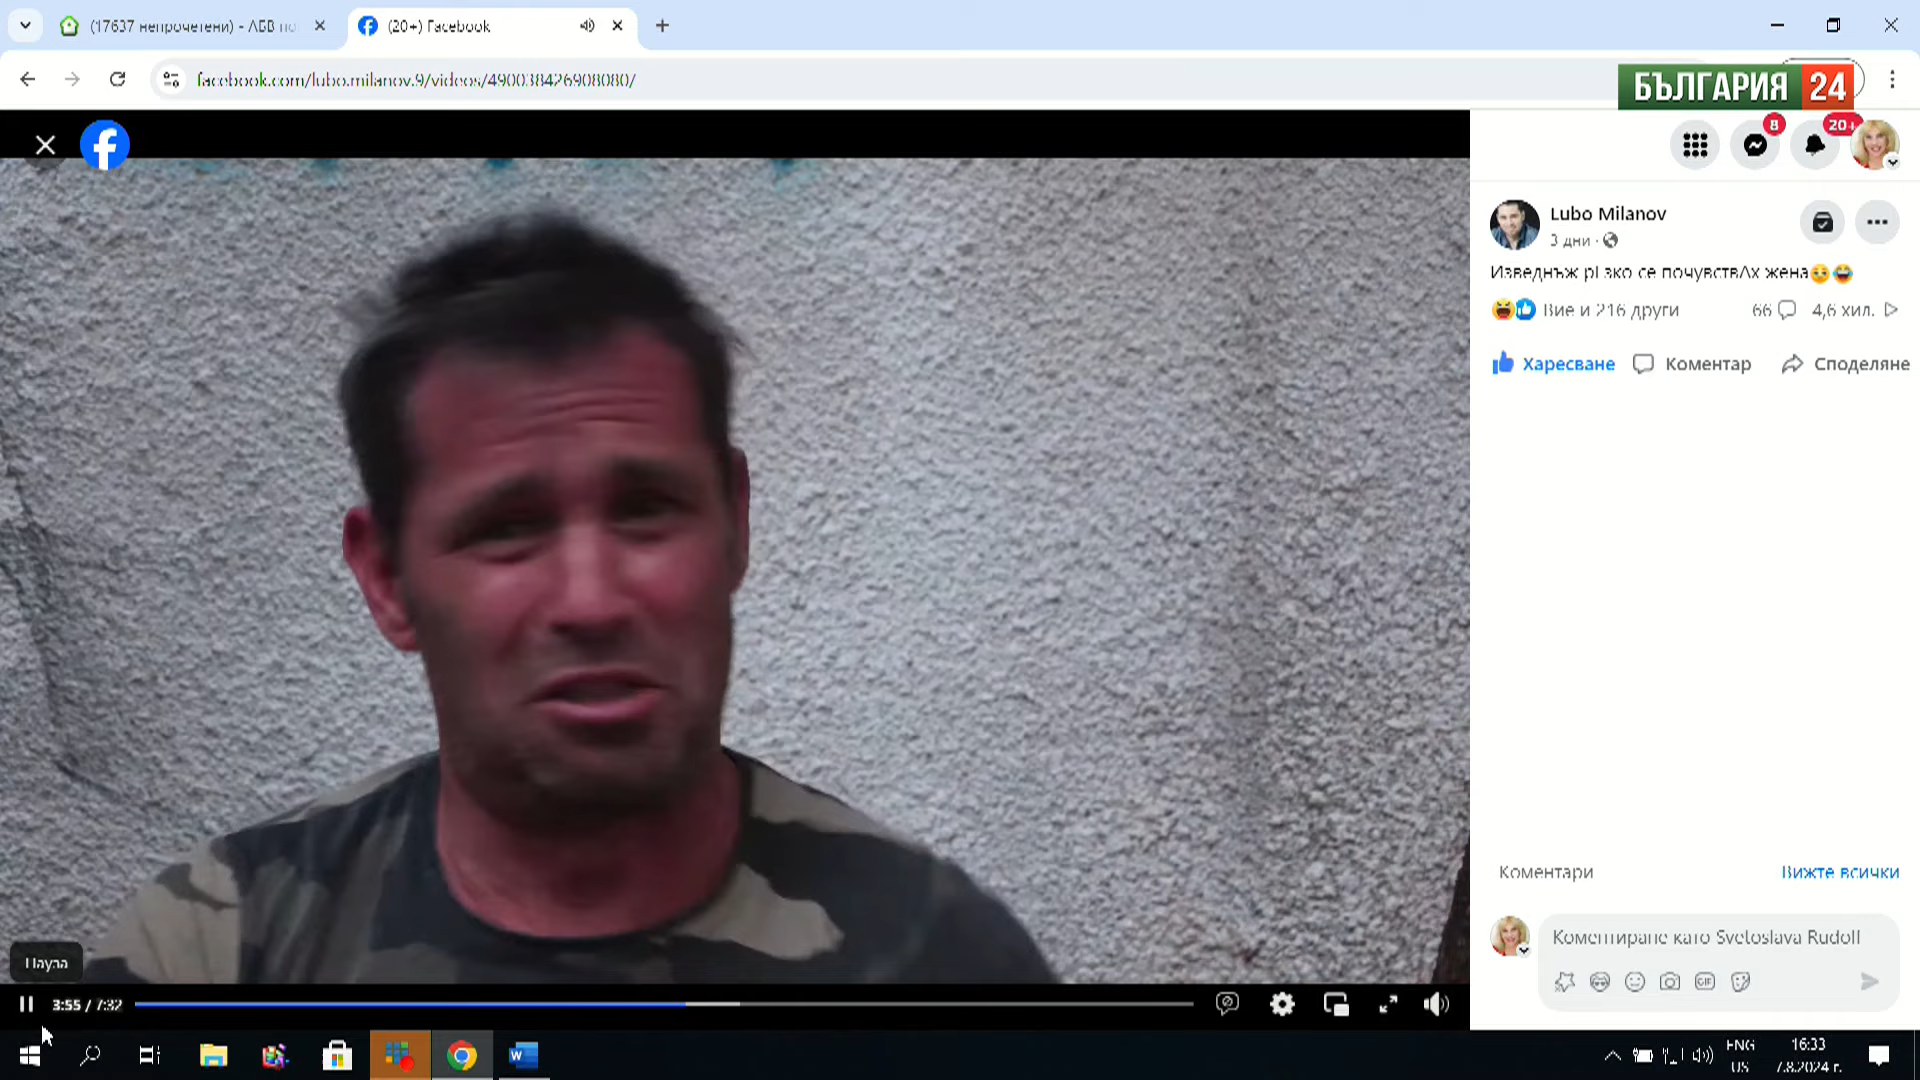 (17637 непрочетени) - АБВ по
(20+) Facebook
facebook.com/lubo.milanov.9/videos/490038426908080/
БЪЛГАРИЯ 24
8
20+
Lubo Milanov
3 дни
Изведнъж рязко се почувствАх жена
Вие и 216 други
66
4,6 хил.
Харесване
Коментар
Споделяне
Коментари
Вижте всички
Коментиране като Svetoslava Rudolf
GIF
Пауза
3:55 / 7:32
ENG
US
16:33
7.8.2024 г.